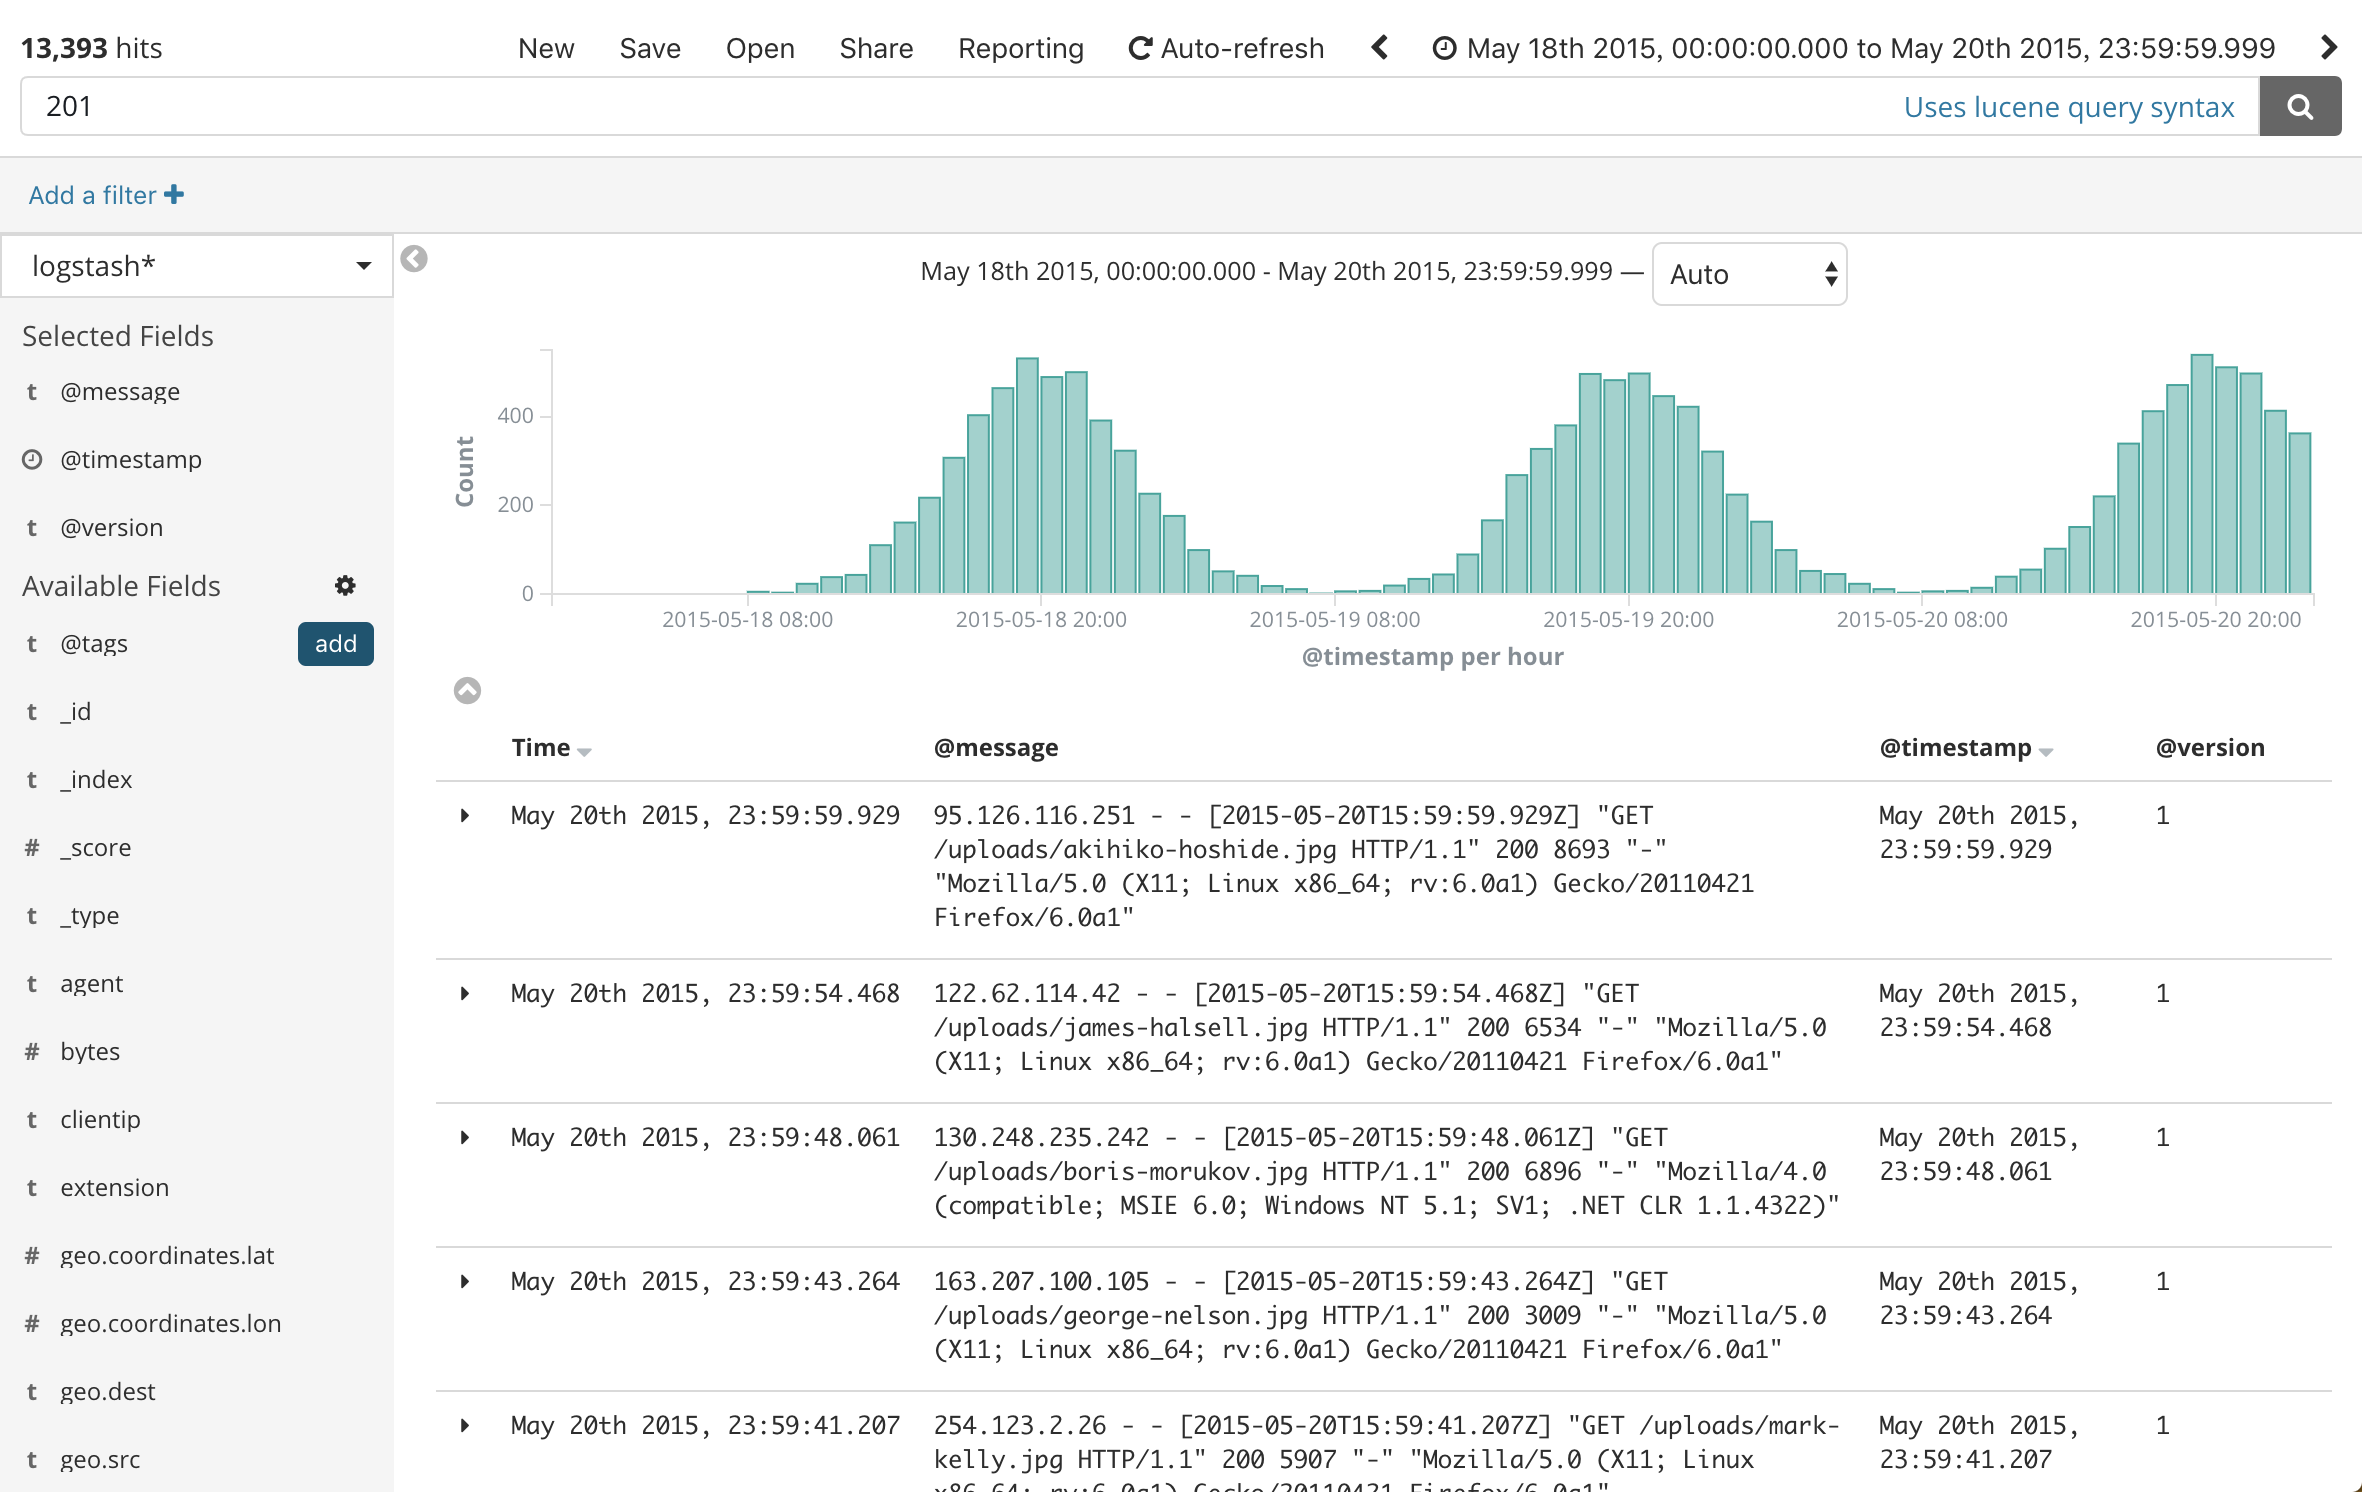 13,393 hits
New Save Open Share Reporting Auto-refresh May 18th 2015, 00:00:00.000 to May 20th 2015, 23:59:59.999
201
Uses lucene query syntax
Add a filter
logstash*
Selected Fields
t @message
@timestamp
t @version
Available Fields
t @tags add
t _id
t _index
# _score
t _type
t agent
# bytes
t clientip
t extension
# geo.coordinates.lat
# geo.coordinates.lon
t geo.dest
t geo.src
May 18th 2015, 00:00:00.000 - May 20th 2015, 23:59:59.999 — Auto
Count
400
200
0
2015-05-18 08:00 2015-05-18 20:00 2015-05-19 08:00 2015-05-19 20:00 2015-05-20 08:00 2015-05-20 20:00
@timestamp per hour
Time @message @timestamp @version
May 20th 2015, 23:59:59.929 95.126.116.251 - - [2015-05-20T15:59:59.929Z] "GET May 20th 2015, 1
/uploads/akihiko-hoshide.jpg HTTP/1.1" 200 8693 "-" 23:59:59.929
"Mozilla/5.0 (X11; Linux x86_64; rv:6.0a1) Gecko/20110421
Firefox/6.0a1"
May 20th 2015, 23:59:54.468 122.62.114.42 - - [2015-05-20T15:59:54.468Z] "GET May 20th 2015, 1
/uploads/james-halsell.jpg HTTP/1.1" 200 6534 "-" "Mozilla/5.0 23:59:54.468
(X11; Linux x86_64; rv:6.0a1) Gecko/20110421 Firefox/6.0a1"
May 20th 2015, 23:59:48.061 130.248.235.242 - - [2015-05-20T15:59:48.061Z] "GET May 20th 2015, 1
/uploads/boris-morukov.jpg HTTP/1.1" 200 6896 "-" "Mozilla/4.0 23:59:48.061
(compatible; MSIE 6.0; Windows NT 5.1; SV1; .NET CLR 1.1.4322)"
May 20th 2015, 23:59:43.264 163.207.100.105 - - [2015-05-20T15:59:43.264Z] "GET May 20th 2015, 1
/uploads/george-nelson.jpg HTTP/1.1" 200 3009 "-" "Mozilla/5.0 23:59:43.264
(X11; Linux x86_64; rv:6.0a1) Gecko/20110421 Firefox/6.0a1"
May 20th 2015, 23:59:41.207 254.123.2.26 - - [2015-05-20T15:59:41.207Z] "GET /uploads/mark- May 20th 2015, 1
kelly.jpg HTTP/1.1" 200 5907 "-" "Mozilla/5.0 (X11; Linux 23:59:41.207
x86_64; rv:6.0a1) Gecko/20110421 Firefox/6.0a1"